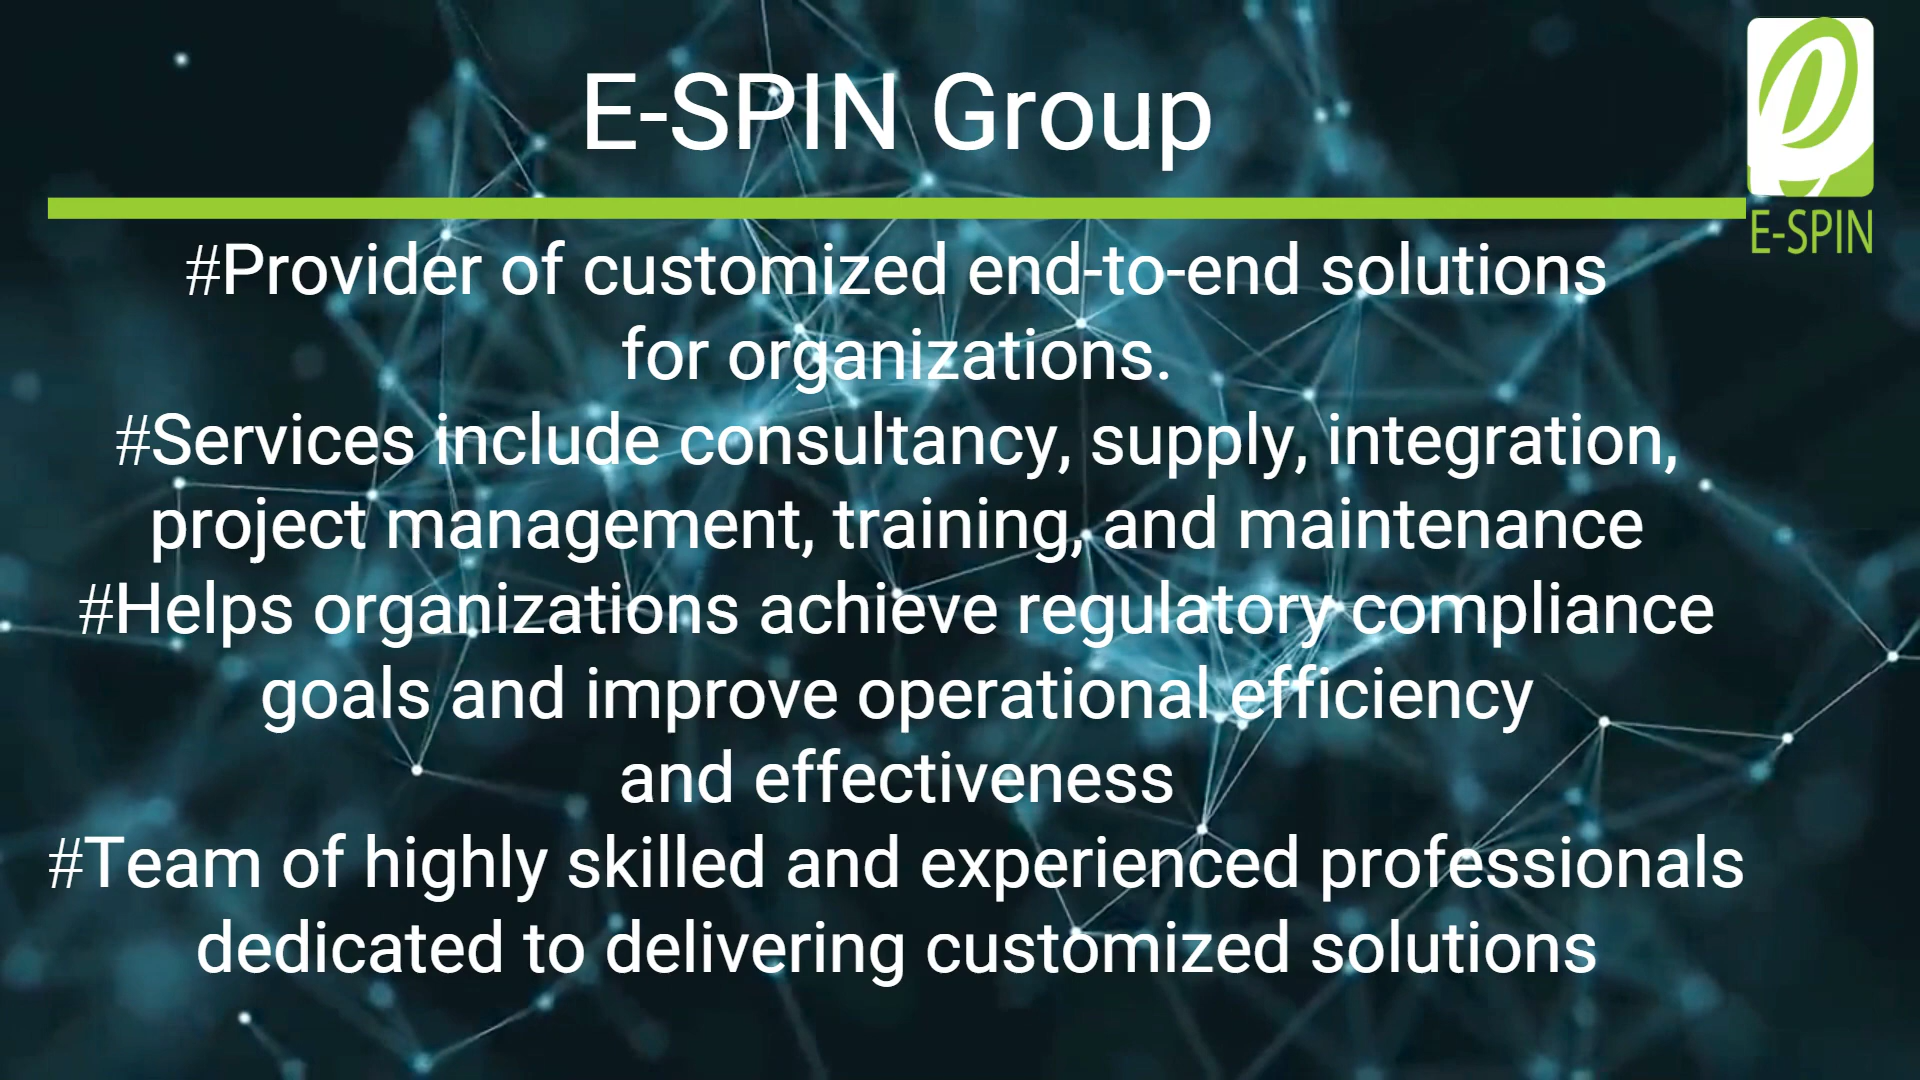 E-SPIN Group
E-SPIN
#Provider of customized end-to-end solutions
for organizations.
#Services include consultancy, supply, integration,
project management, training, and maintenance
#Helps organizations achieve regulatory compliance
goals and improve operational efficiency
and effectiveness
#Team of highly skilled and experienced professionals
dedicated to delivering customized solutions